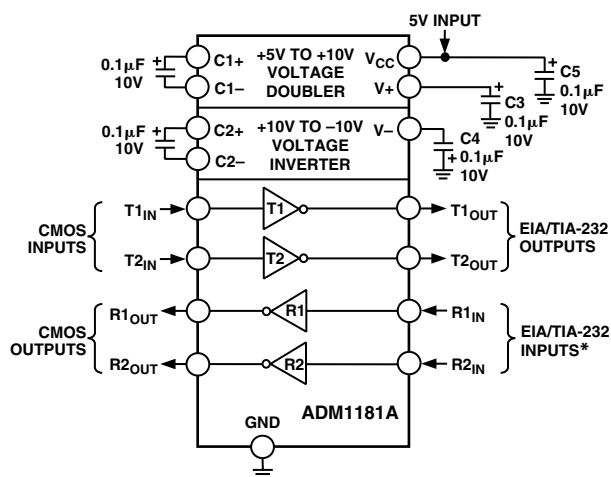 5V INPUT
0.1µF
10V
C1+
C1–
+5V TO +10V
VOLTAGE
DOUBLER
VCC
V+
C5
0.1µF
10V
C3
0.1µF
10V
0.1µF
10V
C2+
C2–
+10V TO –10V
VOLTAGE
INVERTER
V–
C4
0.1µF
10V
CMOS
INPUTS
T1IN
T1
T1OUT
T2IN
T2
T2OUT
EIA/TIA-232
OUTPUTS
CMOS
OUTPUTS
R1OUT
R1
R1IN
R2OUT
R2
R2IN
EIA/TIA-232
INPUTS*
GND
ADM1181A